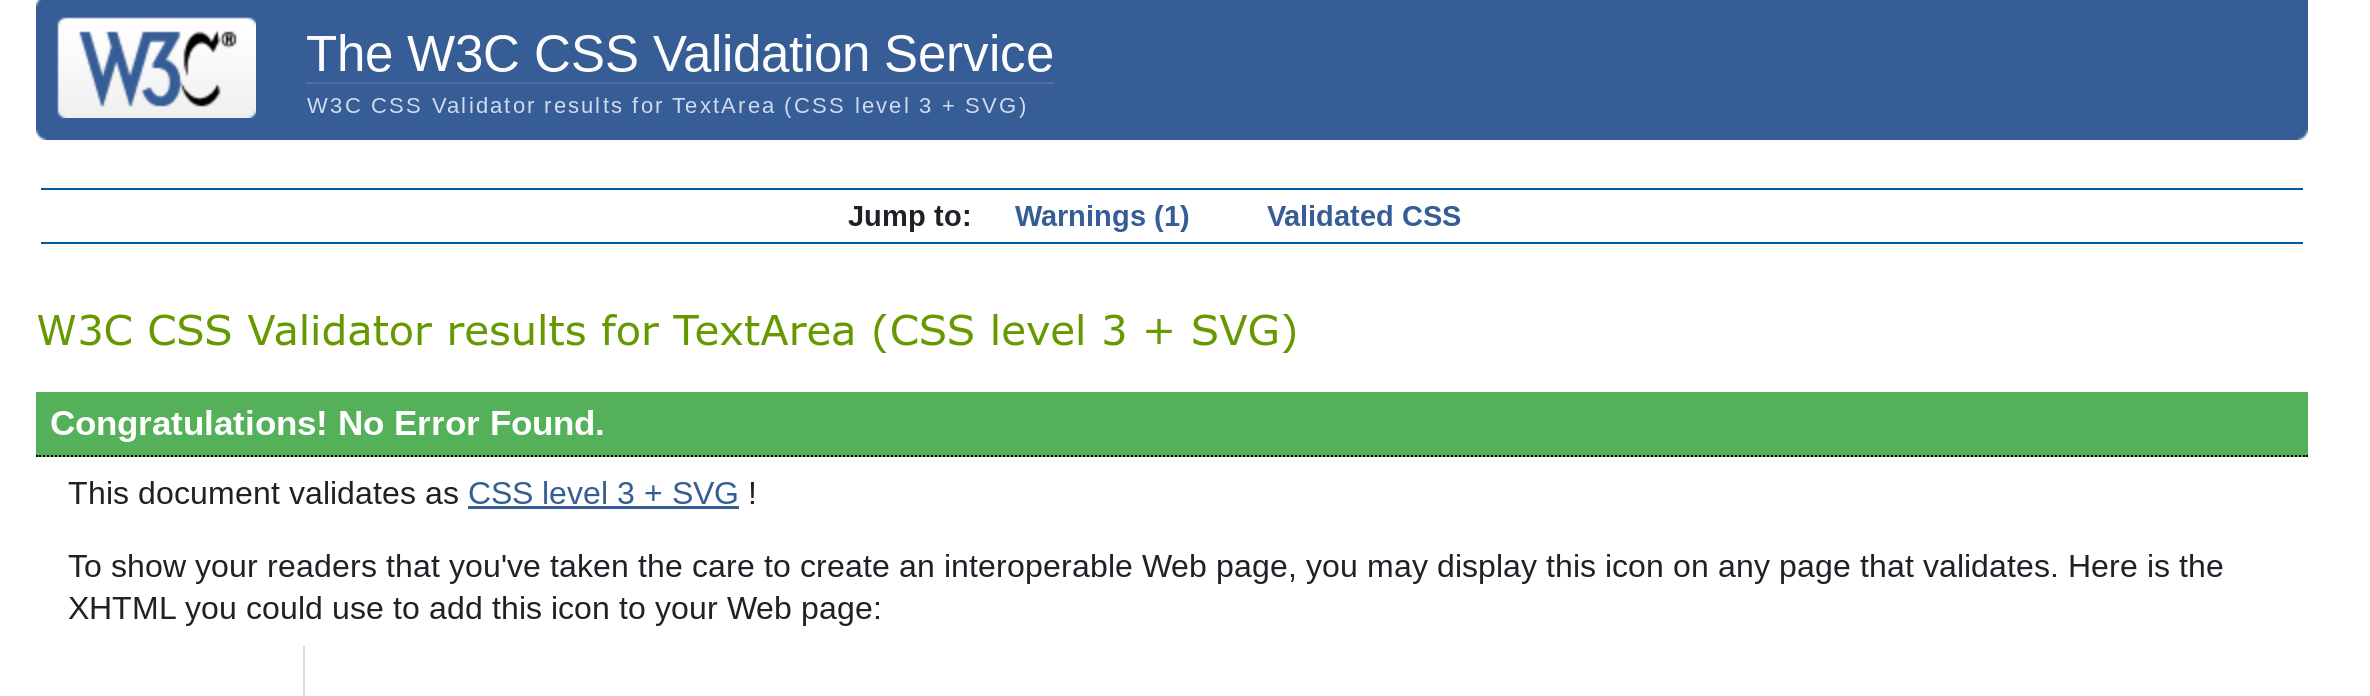 W3C®
The W3C CSS Validation Service
W3C CSS Validator results for TextArea (CSS level 3 + SVG)
Jump to: Warnings (1) Validated CSS
W3C CSS Validator results for TextArea (CSS level 3 + SVG)
Congratulations! No Error Found.
This document validates as CSS level 3 + SVG !
To show your readers that you've taken the care to create an interoperable Web page, you may display this icon on any page that validates. Here is the
XHTML you could use to add this icon to your Web page: